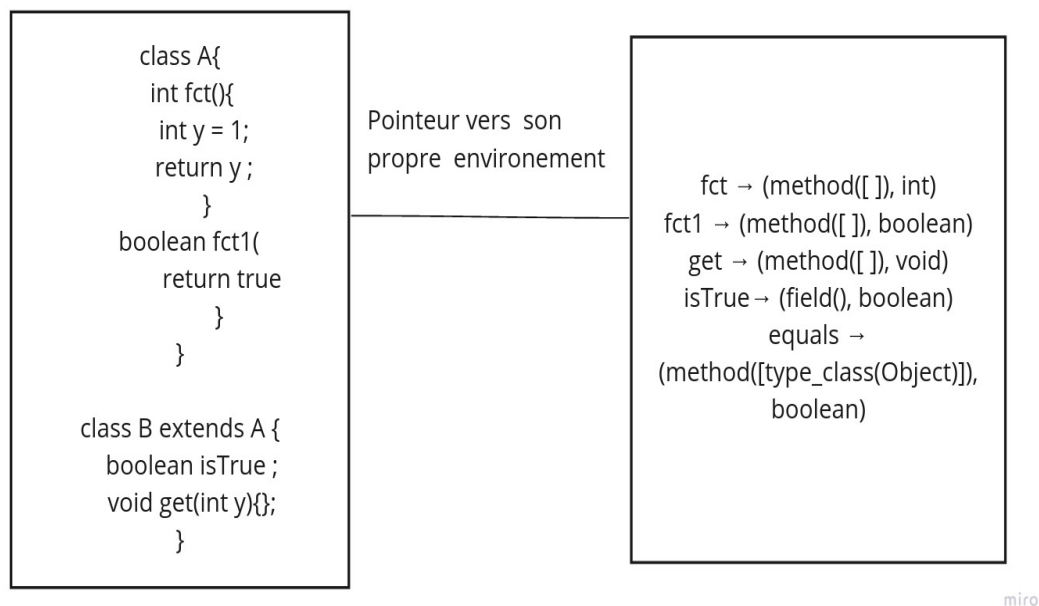 class A{
int fct(){
int y = 1;
return y ;
}
boolean fct1(
return true
}
}
class B extends A {
boolean isTrue ;
void get(int y){};
}
Pointeur vers son
propre environement
fct → (method([ ]), int)
fct1 → (method([ ]), boolean)
get → (method([ ]), void)
isTrue→ (field(), boolean)
equals →
(method([type_class(Object)]),
boolean)
miro